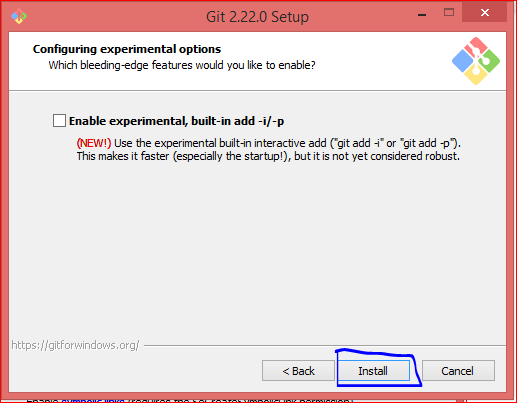 Git 2.22.0 Setup
Configuring experimental options
Which bleeding-edge features would you like to enable?
Enable experimental, built-in add -i/-p
(NEW!) Use the experimental built-in interactive add ("git add -i" or "git add -p").
This makes it faster (especially the startup!), but it is not yet considered robust.
https://gitforwindows.org/
< Back
Install
Cancel